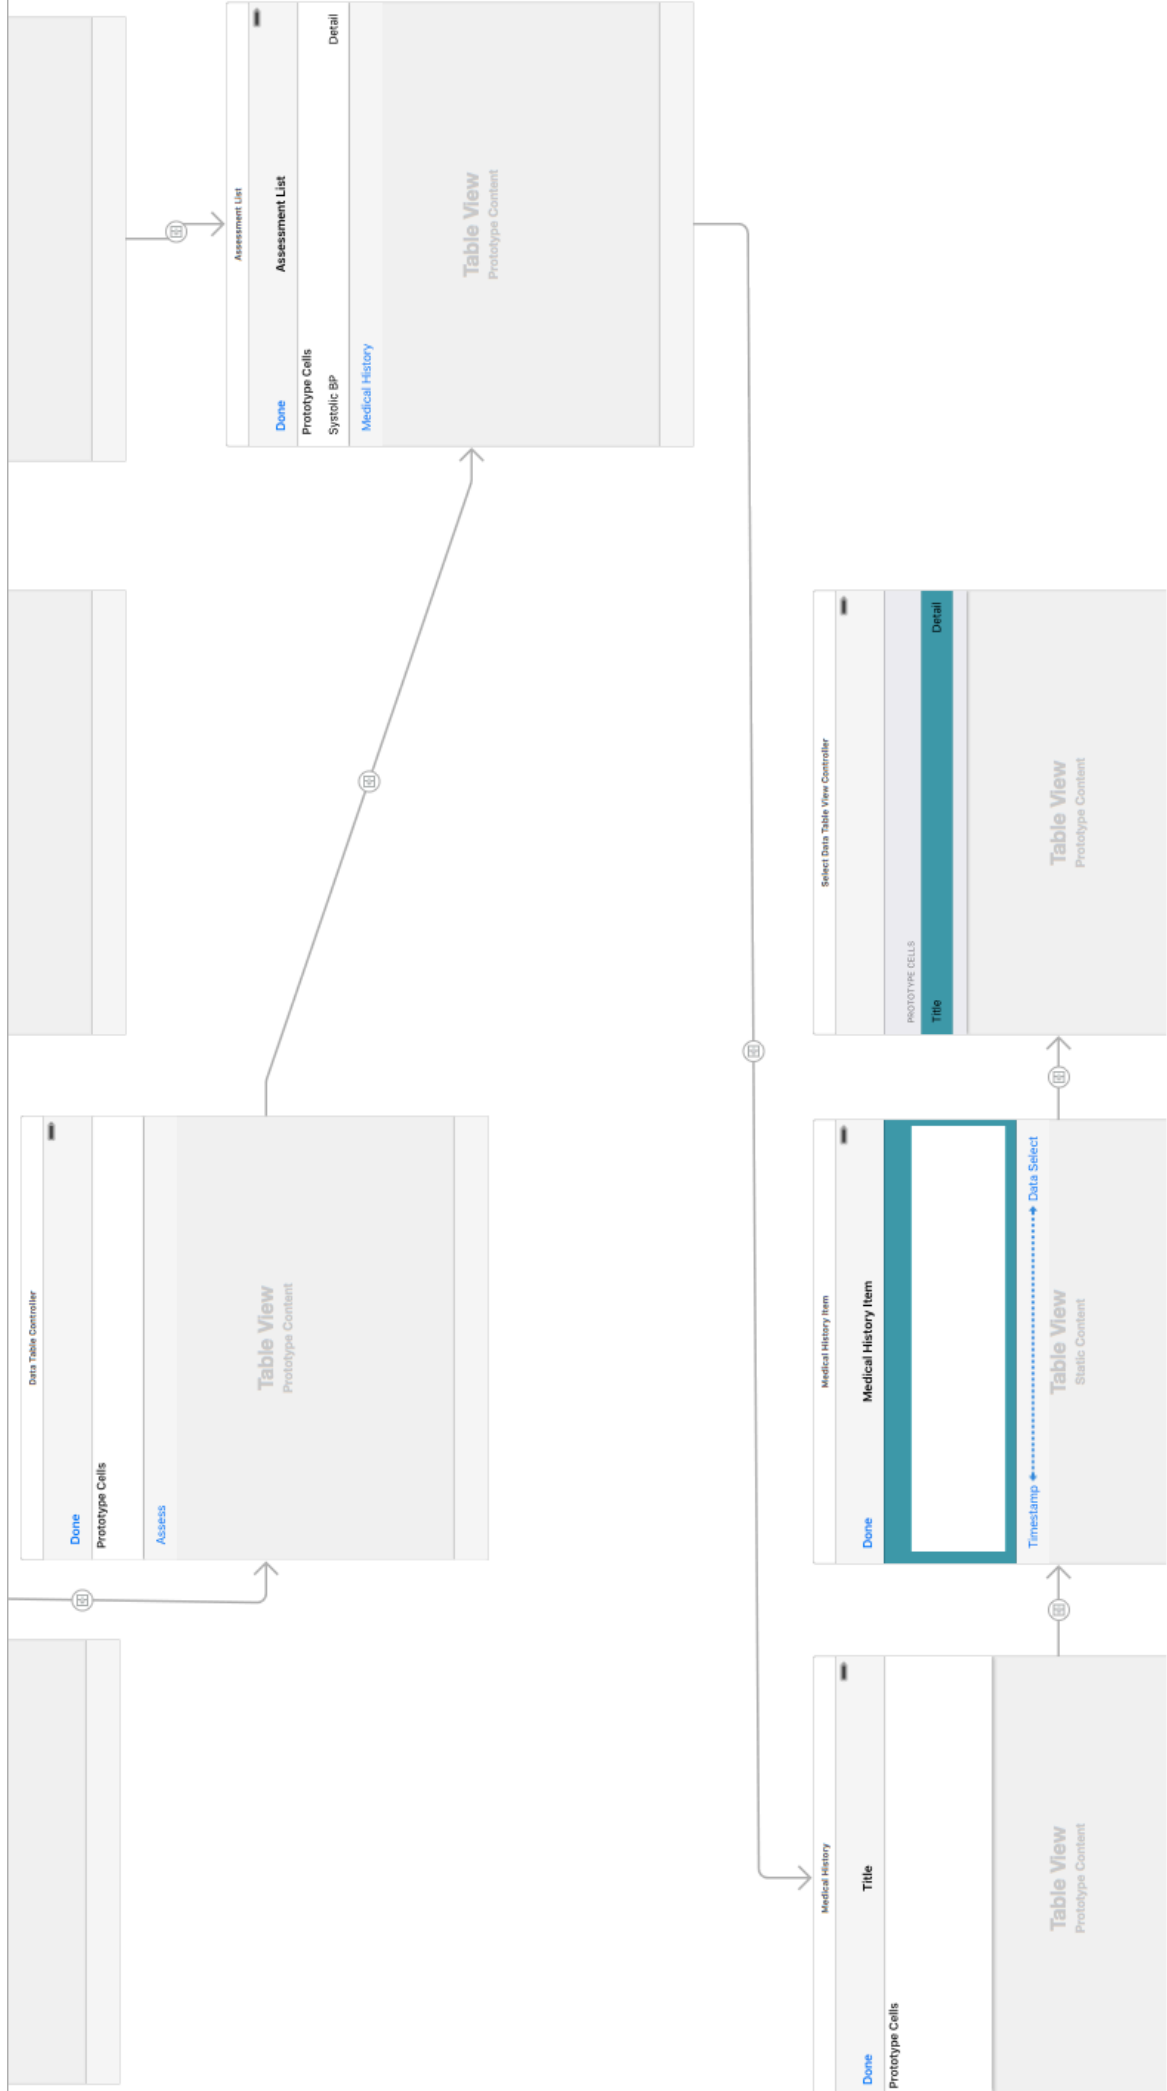 Data Table Controller
Done
Prototype Cells
Assess
Table View
Prototype Content
Assessment List
Done
Assessment List
Prototype Cells
Systolic BP
Detail
Medical History
Table View
Prototype Content
Medical History
Done
Title
Prototype Cells
Table View
Prototype Content
Medical History Item
Done
Medical History Item
Timestamp
Data Select
Table View
Static Content
Select Data Table View Controller
PROTOTYPE CELLS
Title
Detail
Table View
Prototype Content